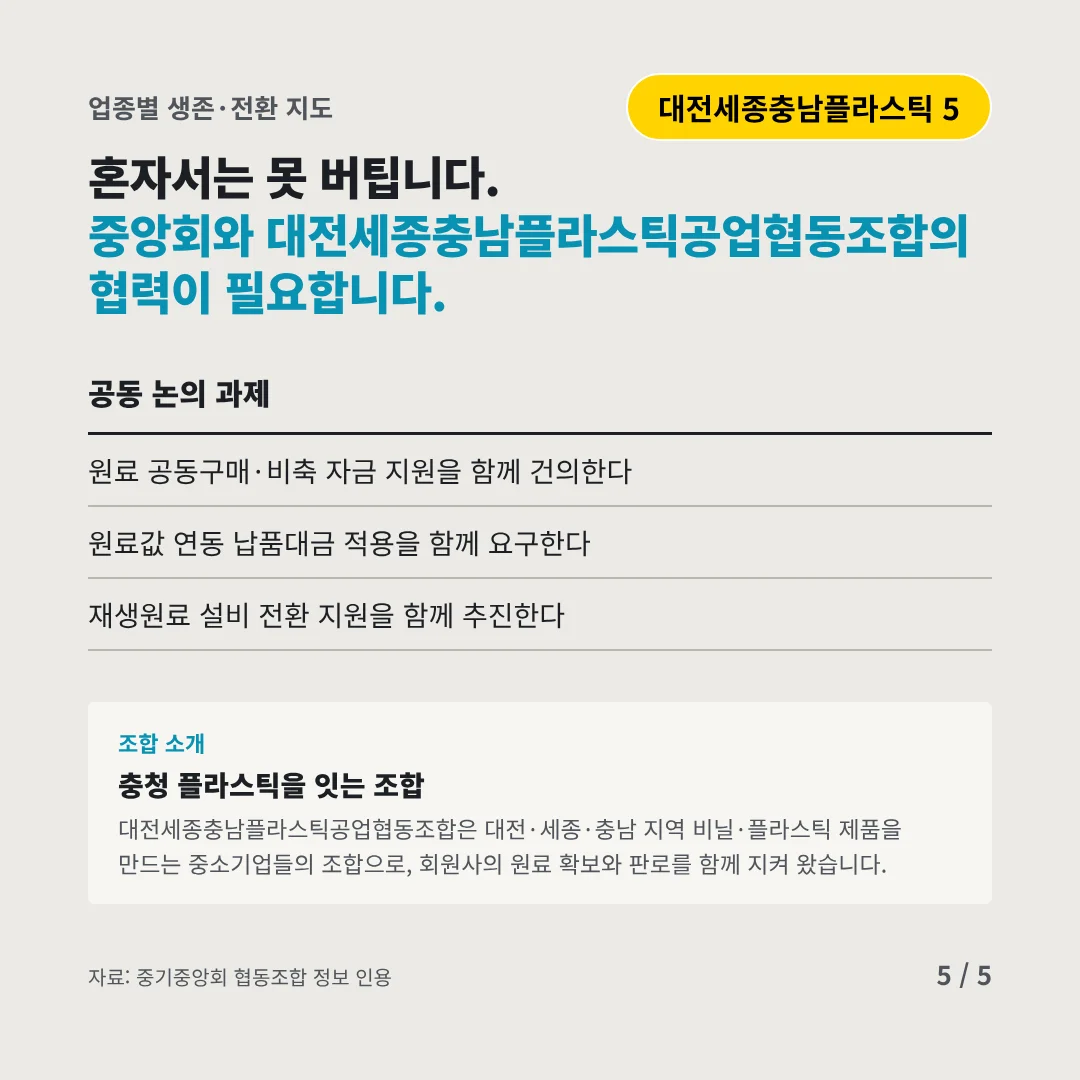 업종별 생존·전환 지도
대전세종충남플라스틱 5
혼자서는 못 버팁니다.
중앙회와 대전세종충남플라스틱공업협동조합의
협력이 필요합니다.
공동 논의 과제
원료 공동구매·비축 자금 지원을 함께 건의한다
원료값 연동 납품대금 적용을 함께 요구한다
재생원료 설비 전환 지원을 함께 추진한다
조합 소개
충청 플라스틱을 잇는 조합
대전세종충남플라스틱공업협동조합은 대전·세종·충남 지역 비닐·플라스틱 제품을
만드는 중소기업들의 조합으로, 회원사의 원료 확보와 판로를 함께 지켜 왔습니다.
자료: 중기중앙회 협동조합 정보 인용
5 / 5